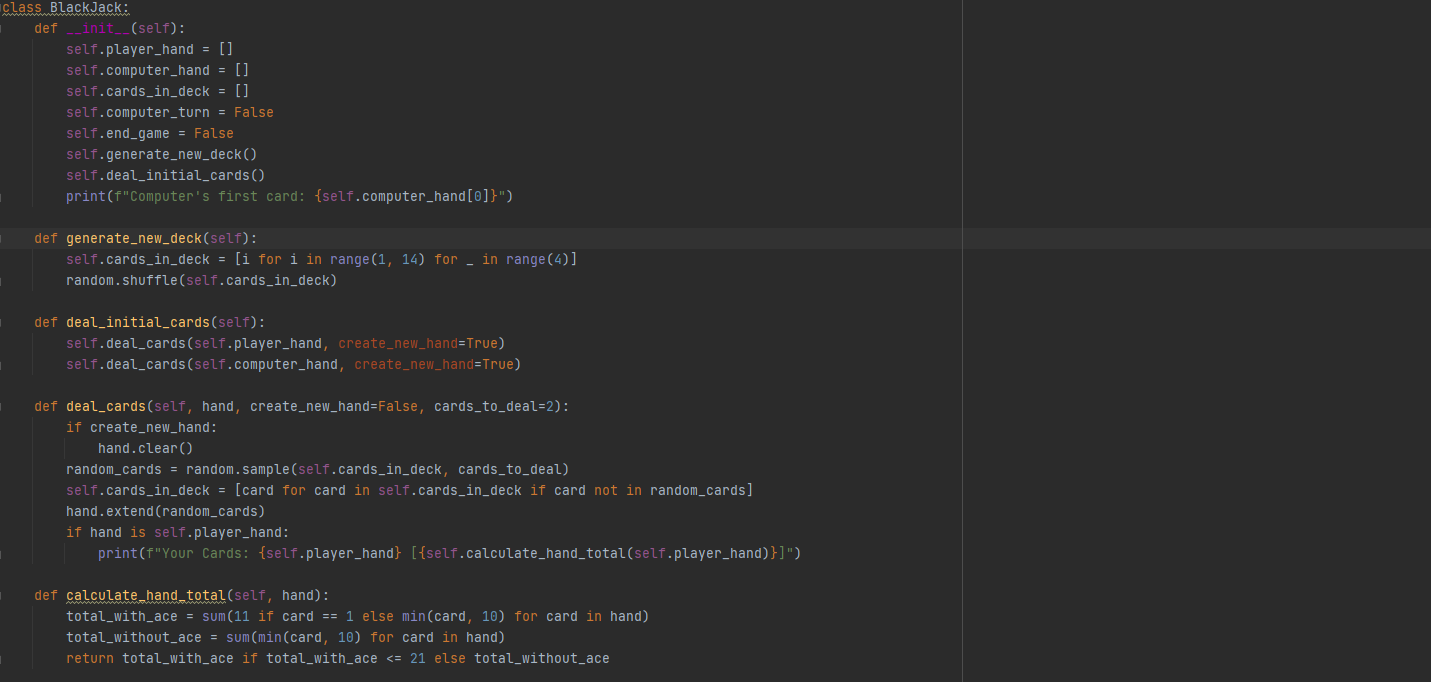 class BlackJack:
    def __init__(self):
        self.player_hand = []
        self.computer_hand = []
        self.cards_in_deck = []
        self.computer_turn = False
        self.end_game = False
        self.generate_new_deck()
        self.deal_initial_cards()
        print(f"Computer's first card: {self.computer_hand[0]}")

    def generate_new_deck(self):
        self.cards_in_deck = [i for i in range(1, 14) for _ in range(4)]
        random.shuffle(self.cards_in_deck)

    def deal_initial_cards(self):
        self.deal_cards(self.player_hand, create_new_hand=True)
        self.deal_cards(self.computer_hand, create_new_hand=True)

    def deal_cards(self, hand, create_new_hand=False, cards_to_deal=2):
        if create_new_hand:
            hand.clear()
        random_cards = random.sample(self.cards_in_deck, cards_to_deal)
        self.cards_in_deck = [card for card in self.cards_in_deck if card not in random_cards]
        hand.extend(random_cards)
        if hand is self.player_hand:
            print(f"Your Cards: {self.player_hand} [{self.calculate_hand_total(self.player_hand)}]")

    def calculate_hand_total(self, hand):
        total_with_ace = sum(11 if card == 1 else min(card, 10) for card in hand)
        total_without_ace = sum(min(card, 10) for card in hand)
        return total_with_ace if total_with_ace <= 21 else total_without_ace